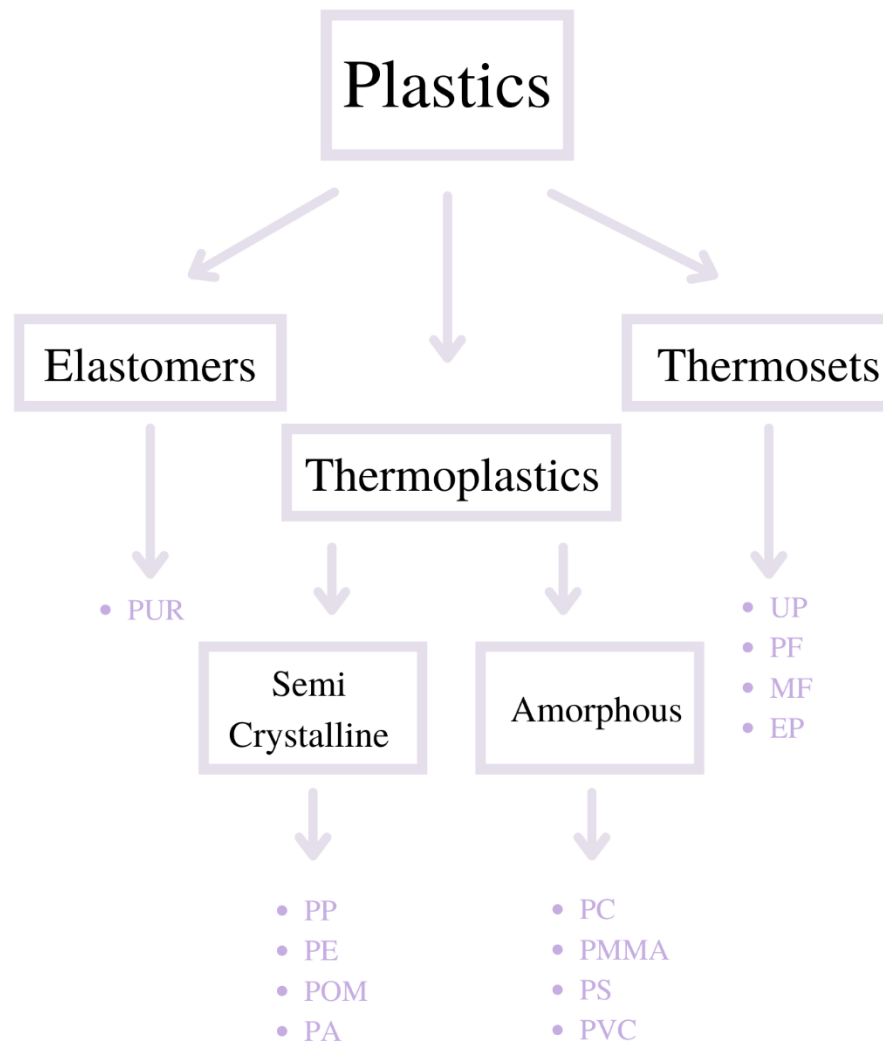 Plastics
Elastomers
Thermosets
Thermoplastics
• PUR
• UP
• PF
• MF
• EP
Semi
Crystalline
Amorphous
• PP
• PE
• POM
• PA
• PC
• PMMA
• PS
• PVC